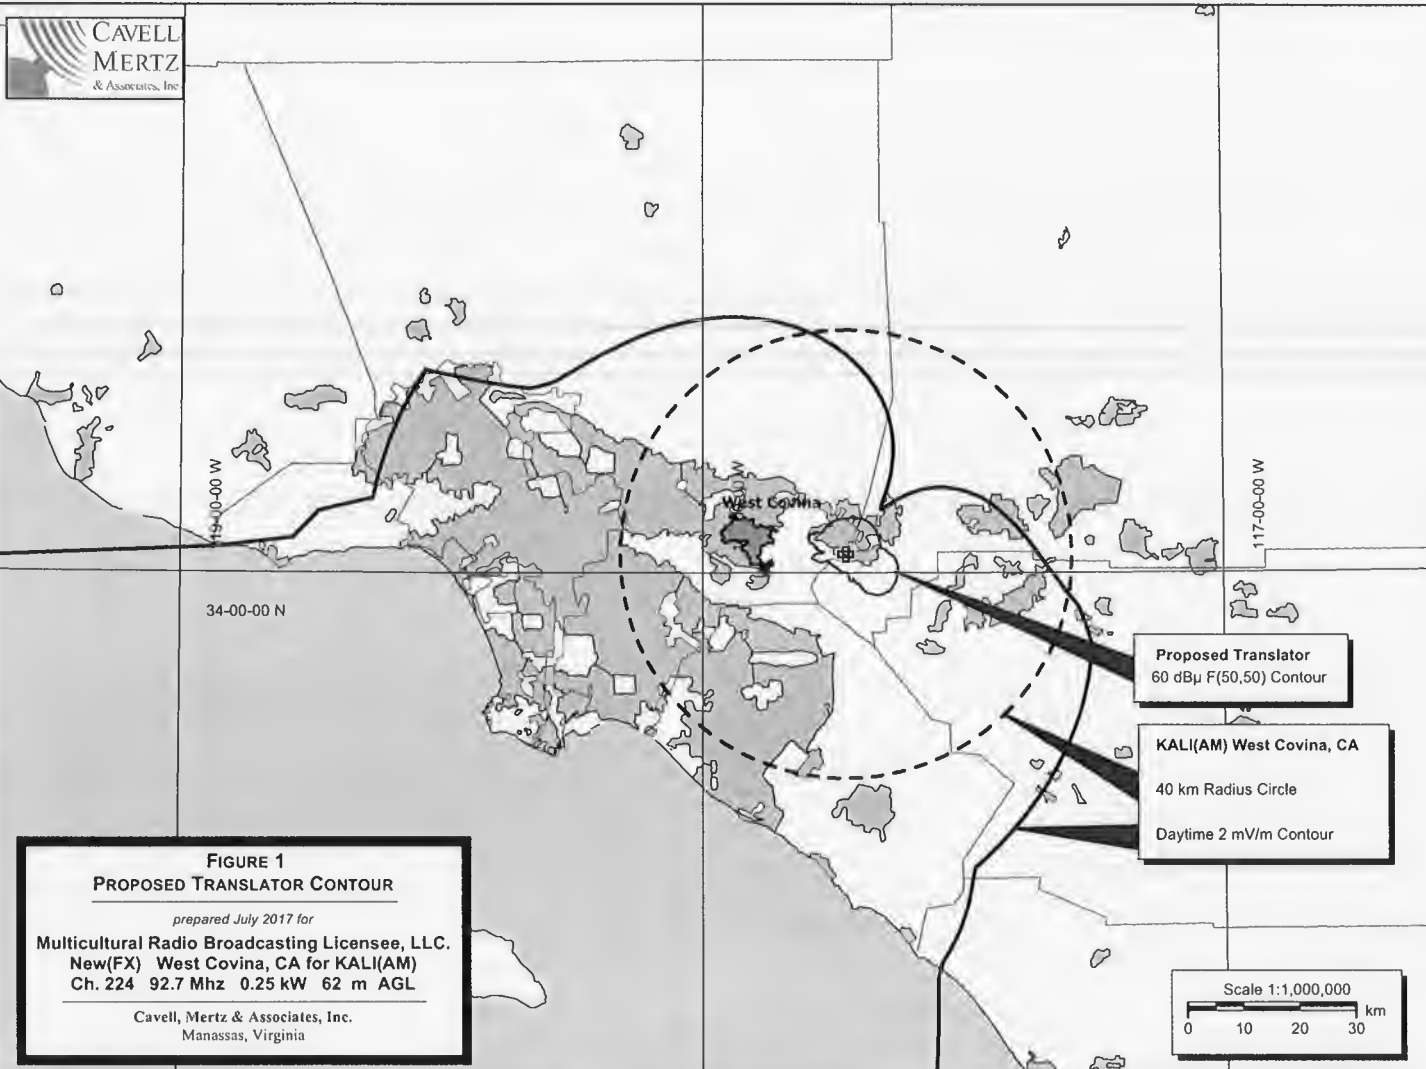 CAVELL
MERTZ
& Associates, Inc
West Covina
119-00-00 W
117-00-00 W
34-00-00 N
Proposed Translator
60 dBµ F(50,50) Contour
KALI(AM) West Covina, CA
40 km Radius Circle
Daytime 2 mV/m Contour
FIGURE 1
PROPOSED TRANSLATOR CONTOUR
prepared July 2017 for
Multicultural Radio Broadcasting Licensee, LLC.
New(FX) West Covina, CA for KALI(AM)
Ch. 224 92.7 Mhz 0.25 kW 62 m AGL
Cavell, Mertz & Associates, Inc.
Manassas, Virginia
Scale 1:1,000,000
km
0 10 20 30